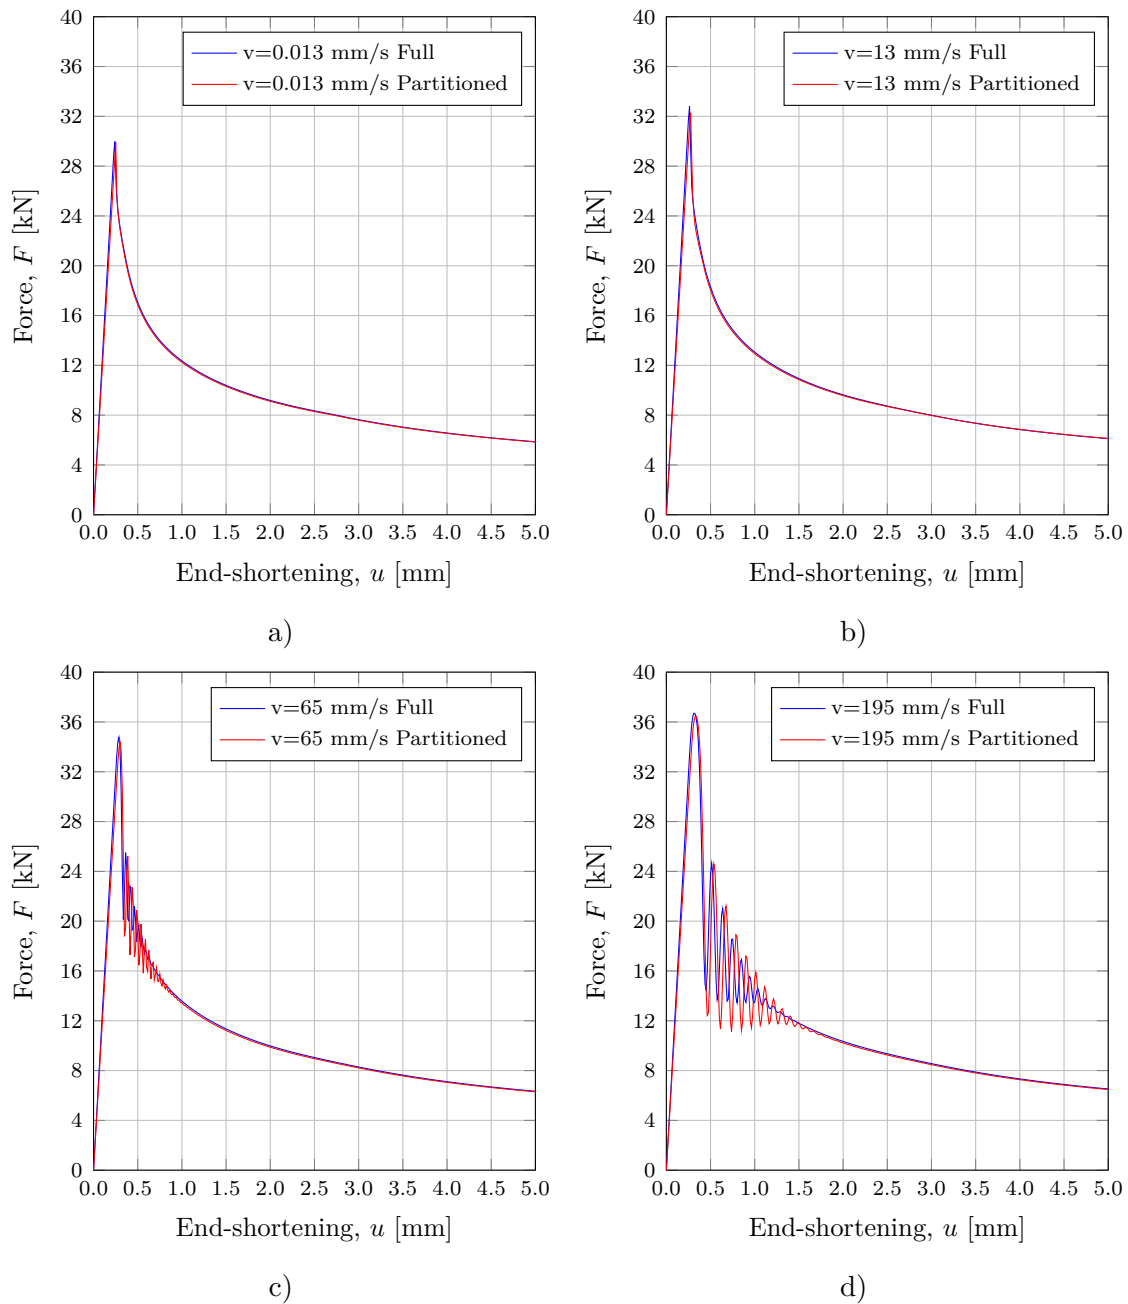 v=0.013 mm/s Full
v=0.013 mm/s Partitioned
Force, F [kN]
40
36
32
28
24
20
16
12
8
4
0
0.0 0.5 1.0 1.5 2.0 2.5 3.0 3.5 4.0 4.5 5.0
End-shortening, u [mm]
a)
v=13 mm/s Full
v=13 mm/s Partitioned
Force, F [kN]
40
36
32
28
24
20
16
12
8
4
0
0.0 0.5 1.0 1.5 2.0 2.5 3.0 3.5 4.0 4.5 5.0
End-shortening, u [mm]
b)
v=65 mm/s Full
v=65 mm/s Partitioned
Force, F [kN]
40
36
32
28
24
20
16
12
8
4
0
0.0 0.5 1.0 1.5 2.0 2.5 3.0 3.5 4.0 4.5 5.0
End-shortening, u [mm]
c)
v=195 mm/s Full
v=195 mm/s Partitioned
Force, F [kN]
40
36
32
28
24
20
16
12
8
4
0
0.0 0.5 1.0 1.5 2.0 2.5 3.0 3.5 4.0 4.5 5.0
End-shortening, u [mm]
d)